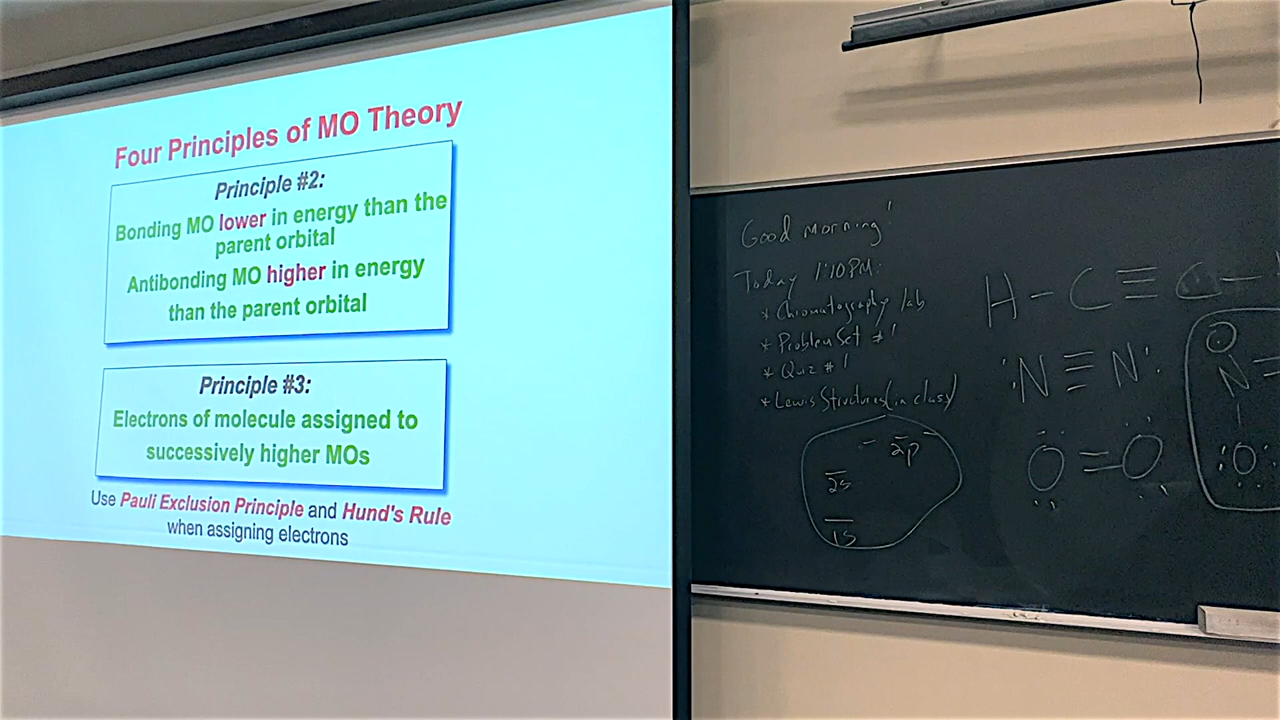 Four Principles of MO Theory
Principle #2:
Bonding MO lower in energy than the
parent orbital
Antibonding MO higher in energy
than the parent orbital
Principle #3:
Electrons of molecule assigned to
successively higher MOs
Use Pauli Exclusion Principle and Hund's Rule
when assigning electrons
Good Morning!
Today 1:10 PM:
* Chromatography lab
* Problem Set #1
* Quiz #1
* Lewis Structures (in class)
2p
2s
1s
H-C≡C-
:N≡N:
O=O
O
N=
:O: